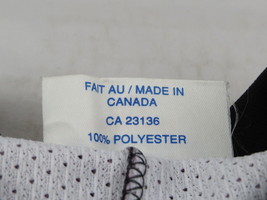 FAIT AU / MADE IN
CANADA
CA 23136
100% POLYESTER